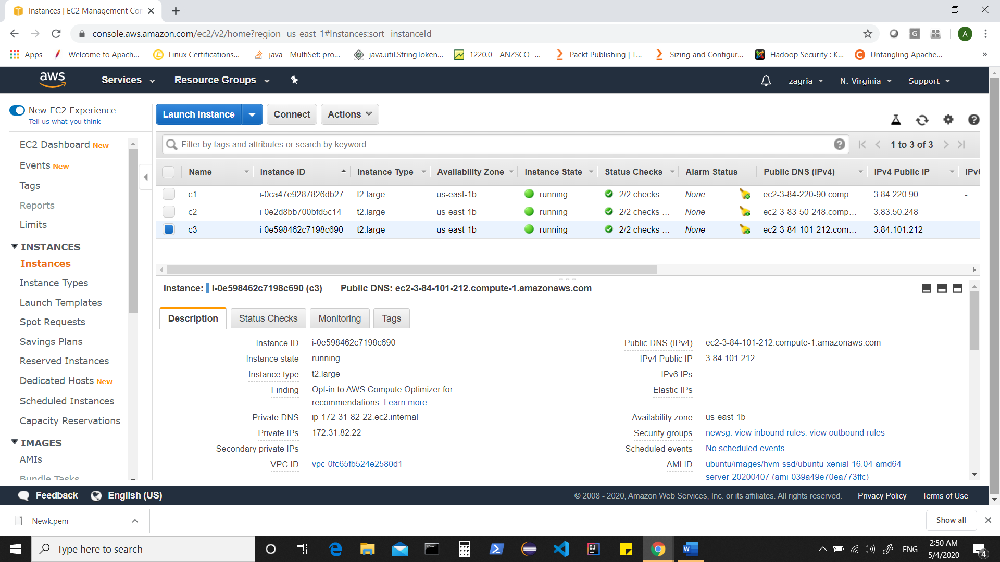 Instances | EC2 Management Con
console.aws.amazon.com/ec2/v2/home?region=us-east-1#Instances:sort=instanceId
G
A
Apps
Welcome to Apach...
Linux Certifications...
java - MultiSet: pro...
java.util.StringToken...
1220.0 - ANZSCO -...
Packt Publishing | T...
Sizing and Configur...
Hadoop Security : K...
Untangling Apache...
»
aws
Services
Resource Groups
zagria
N. Virginia
Support
New EC2 Experience
Tell us what you think
EC2 Dashboard New
Events New
Tags
Reports
Limits
INSTANCES
Instances
Instance Types
Launch Templates
Spot Requests
Savings Plans
Reserved Instances
Dedicated Hosts New
Scheduled Instances
Capacity Reservations
IMAGES
AMIs
Bundle Tasks
Launch Instance
Connect
Actions
Filter by tags and attributes or search by keyword
1 to 3 of 3
Name Instance ID Instance Type Availability Zone Instance State Status Checks Alarm Status Public DNS (IPv4) IPv4 Public IP IPv6
c1 i-0ca47e9287826db27 t2.large us-east-1b running 2/2 checks ... None ec2-3-84-220-90.comp... 3.84.220.90 -
c2 i-0e2d8bb700bfd5c14 t2.large us-east-1b running 2/2 checks ... None ec2-3-83-50-248.comp... 3.83.50.248 -
c3 i-0e598462c7198c690 t2.large us-east-1b running 2/2 checks ... None ec2-3-84-101-212.com... 3.84.101.212 -
Instance: i-0e598462c7198c690 (c3) Public DNS: ec2-3-84-101-212.compute-1.amazonaws.com
Description
Status Checks
Monitoring
Tags
Instance ID i-0e598462c7198c690
Instance state running
Instance type t2.large
Finding Opt-in to AWS Compute Optimizer for
recommendations. Learn more
Private DNS ip-172-31-82-22.ec2.internal
Private IPs 172.31.82.22
Secondary private IPs
VPC ID vpc-0fc65fb524e2580d1
Public DNS (IPv4) ec2-3-84-101-212.compute-1.amazonaws.com
IPv4 Public IP 3.84.101.212
IPv6 IPs -
Elastic IPs
Availability zone us-east-1b
Security groups newsg. view inbound rules. view outbound rules
Scheduled events No scheduled events
AMI ID ubuntu/images/hvm-ssd/ubuntu-xenial-16.04-amd64-
server-20200407 (ami-039a49e70ea773ffc)
Feedback
English (US)
© 2008 - 2020, Amazon Web Services, Inc. or its affiliates. All rights reserved.
Privacy Policy
Terms of Use
Newk.pem
Show all
Type here to search
ENG
2:50 AM
5/4/2020
4